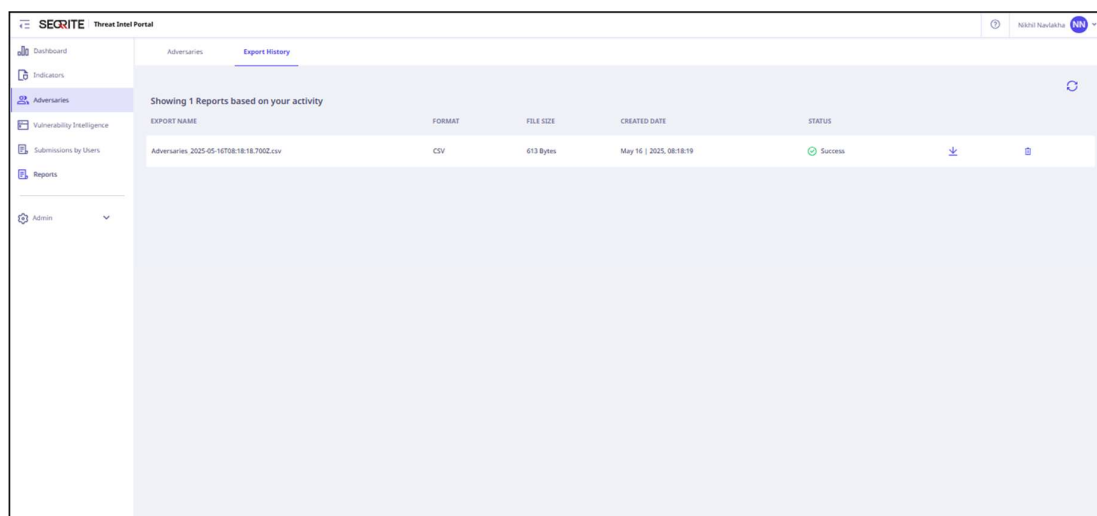 SEQRITE Threat Intel Portal
Nikhil Navlakha NN
Dashboard
Indicators
Adversaries
Vulnerability Intelligence
Submissions by Users
Reports
Admin
Adversaries Export History
Showing 1 Reports based on your activity
EXPORT NAME FORMAT FILE SIZE CREATED DATE STATUS
Adversaries_2025-05-16T08:18:18.700Z.csv CSV 613 Bytes May 16 | 2025, 08:18:19 Success